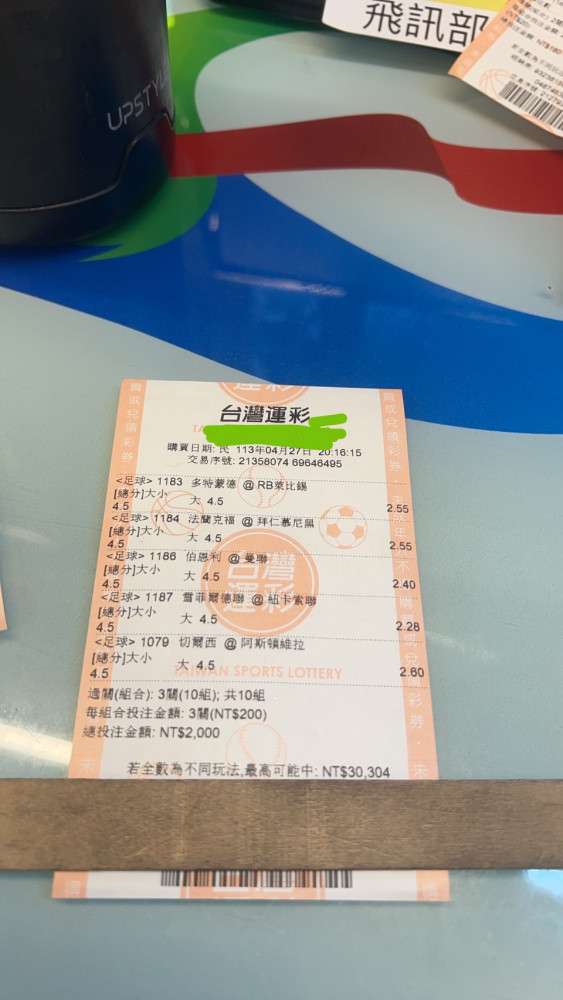 飛訊部
UPSTYL
NT$180
台灣運彩
購買日期: 民 113年04月27日 20:16:15
交易序號: 21358074 69646495
<足球> 1183 多特蒙德 @RB萊比錫
[總分]大小 大 4.5
4.5 2.55
<足球> 1184 法蘭克福 @ 拜仁慕尼黑
[總分]大小 大 4.5
4.5 2.55
<足球> 1186 伯恩利 @ 曼聯
[總分]大小 大 4.5
4.5 2.40
<足球> 1187 雪菲爾德聯 @ 紐卡索聯
[總分]大小 大 4.5
4.5 2.28
<足球> 1079 切爾西 @ 阿斯頓維拉
[總分]大小 大 4.5
4.5 2.60
TAIWAN SPORTS LOTTERY
過關(組合): 3關(10組); 共10組
每組合投注金額: 3關(NT$200)
總投注金額: NT$2,000
若全數為不同玩法,最高可能中: NT$30,304
台灣運彩